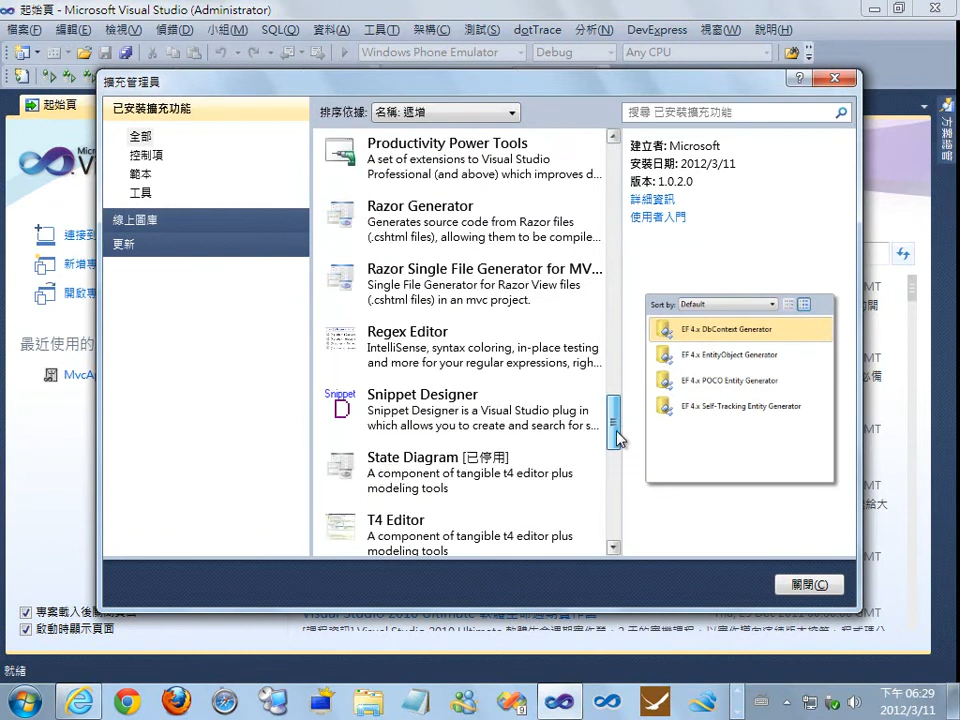 起始頁 - Microsoft Visual Studio (Administrator)
檔案(F) 編輯(E) 檢視(V) 偵錯(D) 小組(M) SQL(Q) 資料(A) 工具(T) 架構(C) 測試(S) dotTrace 分析(N) DevExpress 視窗(W) 說明(H)
Windows Phone Emulator Debug Any CPU
起始頁
方案總管
擴充管理員
已安裝擴充功能
全部
控制項
範本
工具
線上圖庫
更新
排序依據: 名稱: 遞增
搜尋 已安裝擴充功能
Productivity Power Tools
A set of extensions to Visual Studio
Professional (and above) which improves d...
Razor Generator
Generates source code from Razor files
(.cshtml files), allowing them to be compile...
Razor Single File Generator for MV...
Single File Generator for Razor View files
(.cshtml files) in an mvc project.
Regex Editor
IntelliSense, syntax coloring, in-place testing
and more for your regular expressions, righ...
Snippet
Snippet Designer
Snippet Designer is a Visual Studio plug in
which allows you to create and search for s...
State Diagram [已停用]
A component of tangible t4 editor plus
modeling tools
T4 Editor
A component of tangible t4 editor plus
modeling tools
建立者: Microsoft
安裝日期: 2012/3/11
版本: 1.0.2.0
詳細資訊
使用者入門
Sort by: Default
EF 4.x DbContext Generator
EF 4.x EntityObject Generator
EF 4.x POCO Entity Generator
EF 4.x Self-Tracking Entity Generator
關閉(C)
連接到
新增專
開啟專
最近使用的
MvcAp
專案載入後關閉頁面
啟動時顯示頁面
就緒
下午 06:29
2012/3/11